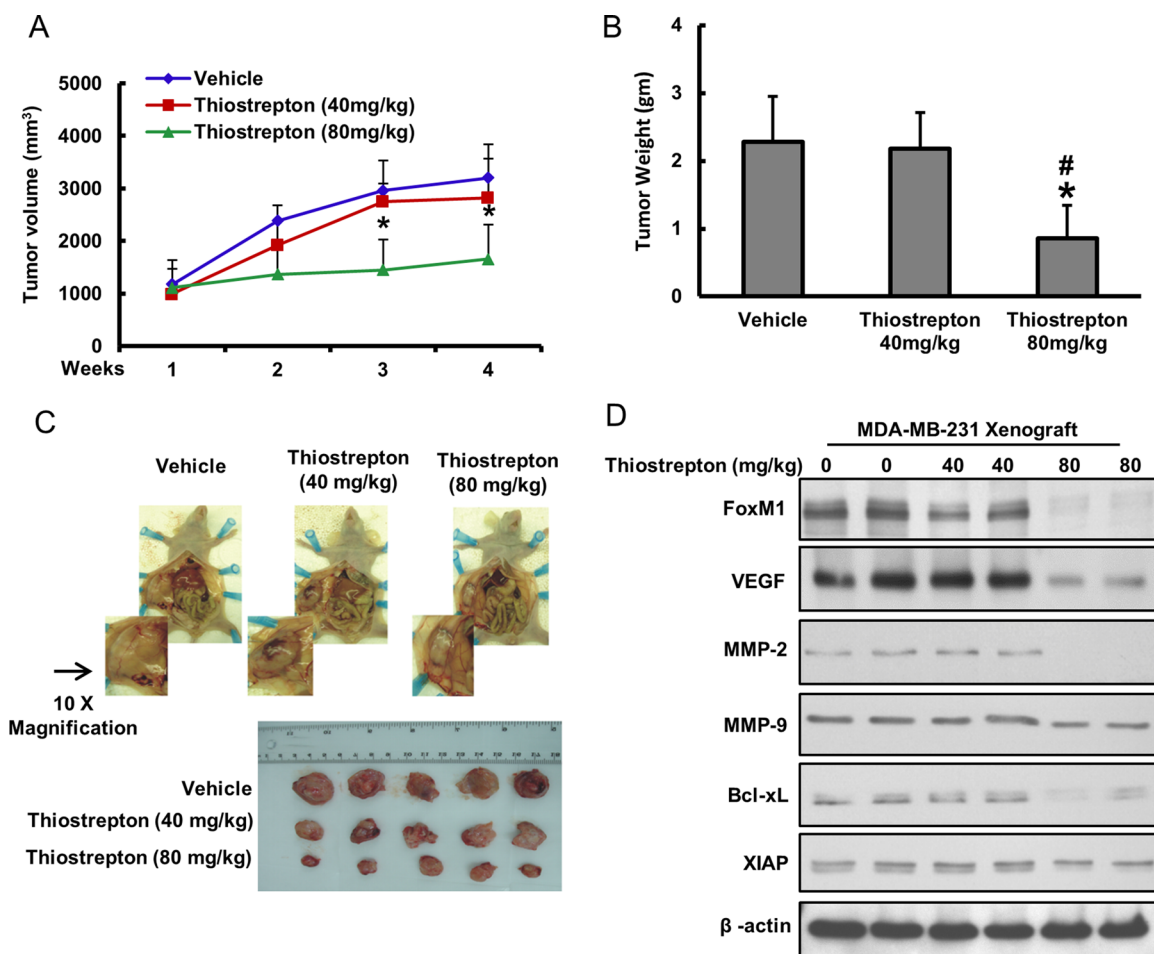 A
Vehicle
Thiostrepton (40mg/kg)
Thiostrepton (80mg/kg)
Tumor volume (mm³)
5000
4000
3000
2000
1000
0
* *
Weeks 1 2 3 4
B
Tumor Weight (gm)
4
3
2
1
0
#
*
Vehicle Thiostrepton Thiostrepton
40mg/kg 80mg/kg
C
Vehicle Thiostrepton Thiostrepton
(40 mg/kg) (80 mg/kg)
10 X
Magnification
Vehicle
Thiostrepton (40 mg/kg)
Thiostrepton (80 mg/kg)
D
MDA-MB-231 Xenograft
Thiostrepton (mg/kg) 0 0 40 40 80 80
FoxM1
VEGF
MMP-2
MMP-9
Bcl-xL
XIAP
β -actin